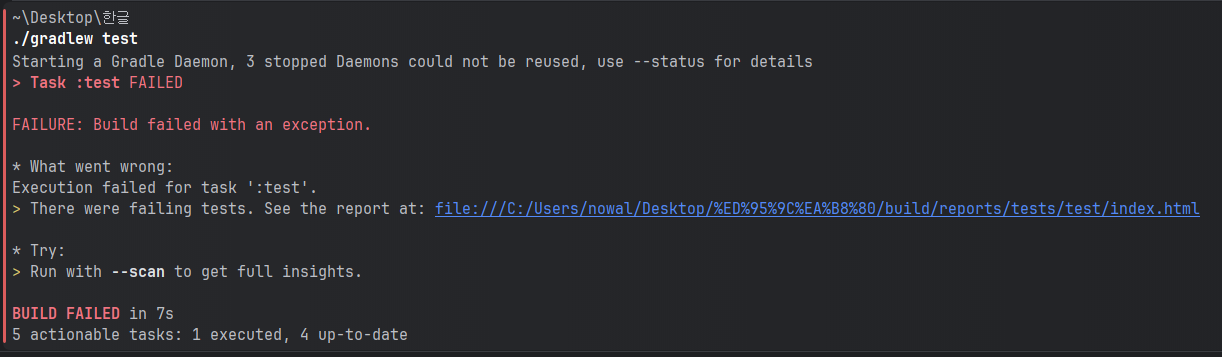 ~\Desktop\한글
./gradlew test
Starting a Gradle Daemon, 3 stopped Daemons could not be reused, use --status for details
> Task :test FAILED
FAILURE: Build failed with an exception.
* What went wrong:
Execution failed for task ':test'.
> There were failing tests. See the report at: file:///C:/Users/nowal/Desktop/%ED%95%9C%EA%B8%80/build/reports/tests/test/index.html
* Try:
> Run with --scan to get full insights.
BUILD FAILED in 7s
5 actionable tasks: 1 executed, 4 up-to-date